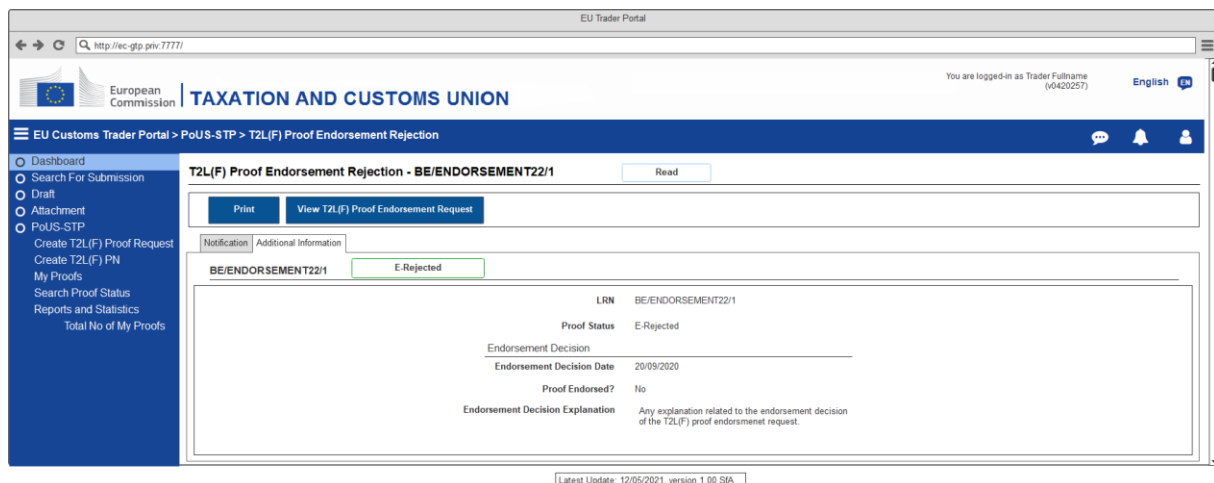 EU Trader Portal
http://ec-gtp.priv:7777/
European
Commission
TAXATION AND CUSTOMS UNION
You are logged-in as Trader Fullname
(v0420257)
English EN
EU Customs Trader Portal > PoUS-STP > T2L(F) Proof Endorsement Rejection
Dashboard
Search For Submission
Draft
Attachment
PoUS-STP
Create T2L(F) Proof Request
Create T2L(F) PN
My Proofs
Search Proof Status
Reports and Statistics
Total No of My Proofs
T2L(F) Proof Endorsement Rejection - BE/ENDORSEMENT22/1
Read
Print
View T2L(F) Proof Endorsement Request
Notification
Additional Information
BE/ENDORSEMENT22/1
E-Rejected
LRN BE/ENDORSEMENT22/1
Proof Status E-Rejected
Endorsement Decision
Endorsement Decision Date 20/09/2020
Proof Endorsed? No
Endorsement Decision Explanation Any explanation related to the endorsement decision
of the T2L(F) proof endorsmenet request.
Latest Update: 12/05/2021, version 1.00 SfA